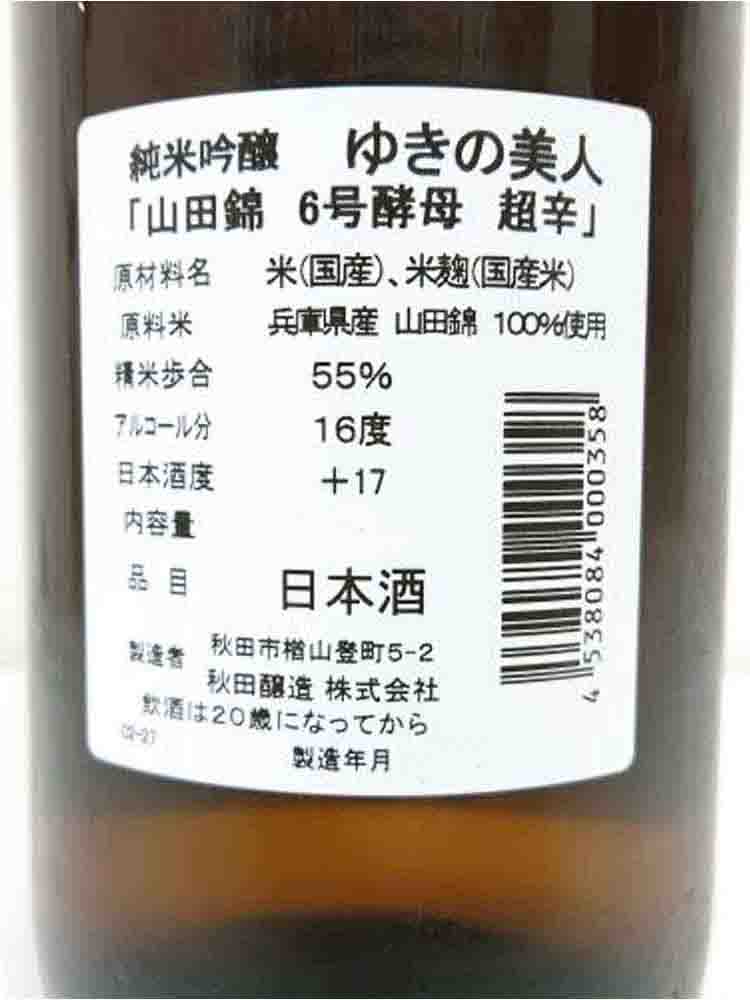 純米吟醸 ゆきの美人
「山田錦 6号酵母 超辛」
原材料名 米(国産)、米麹(国産米)
原料米 兵庫県産 山田錦 100%使用
精米歩合 55%
アルコール分 16度
日本酒度 +17
内容量
品目 日本酒
製造者 秋田市楢山登町5-2
秋田醸造 株式会社
飲酒は20歳になってから
02-27
製造年月
4538084000358